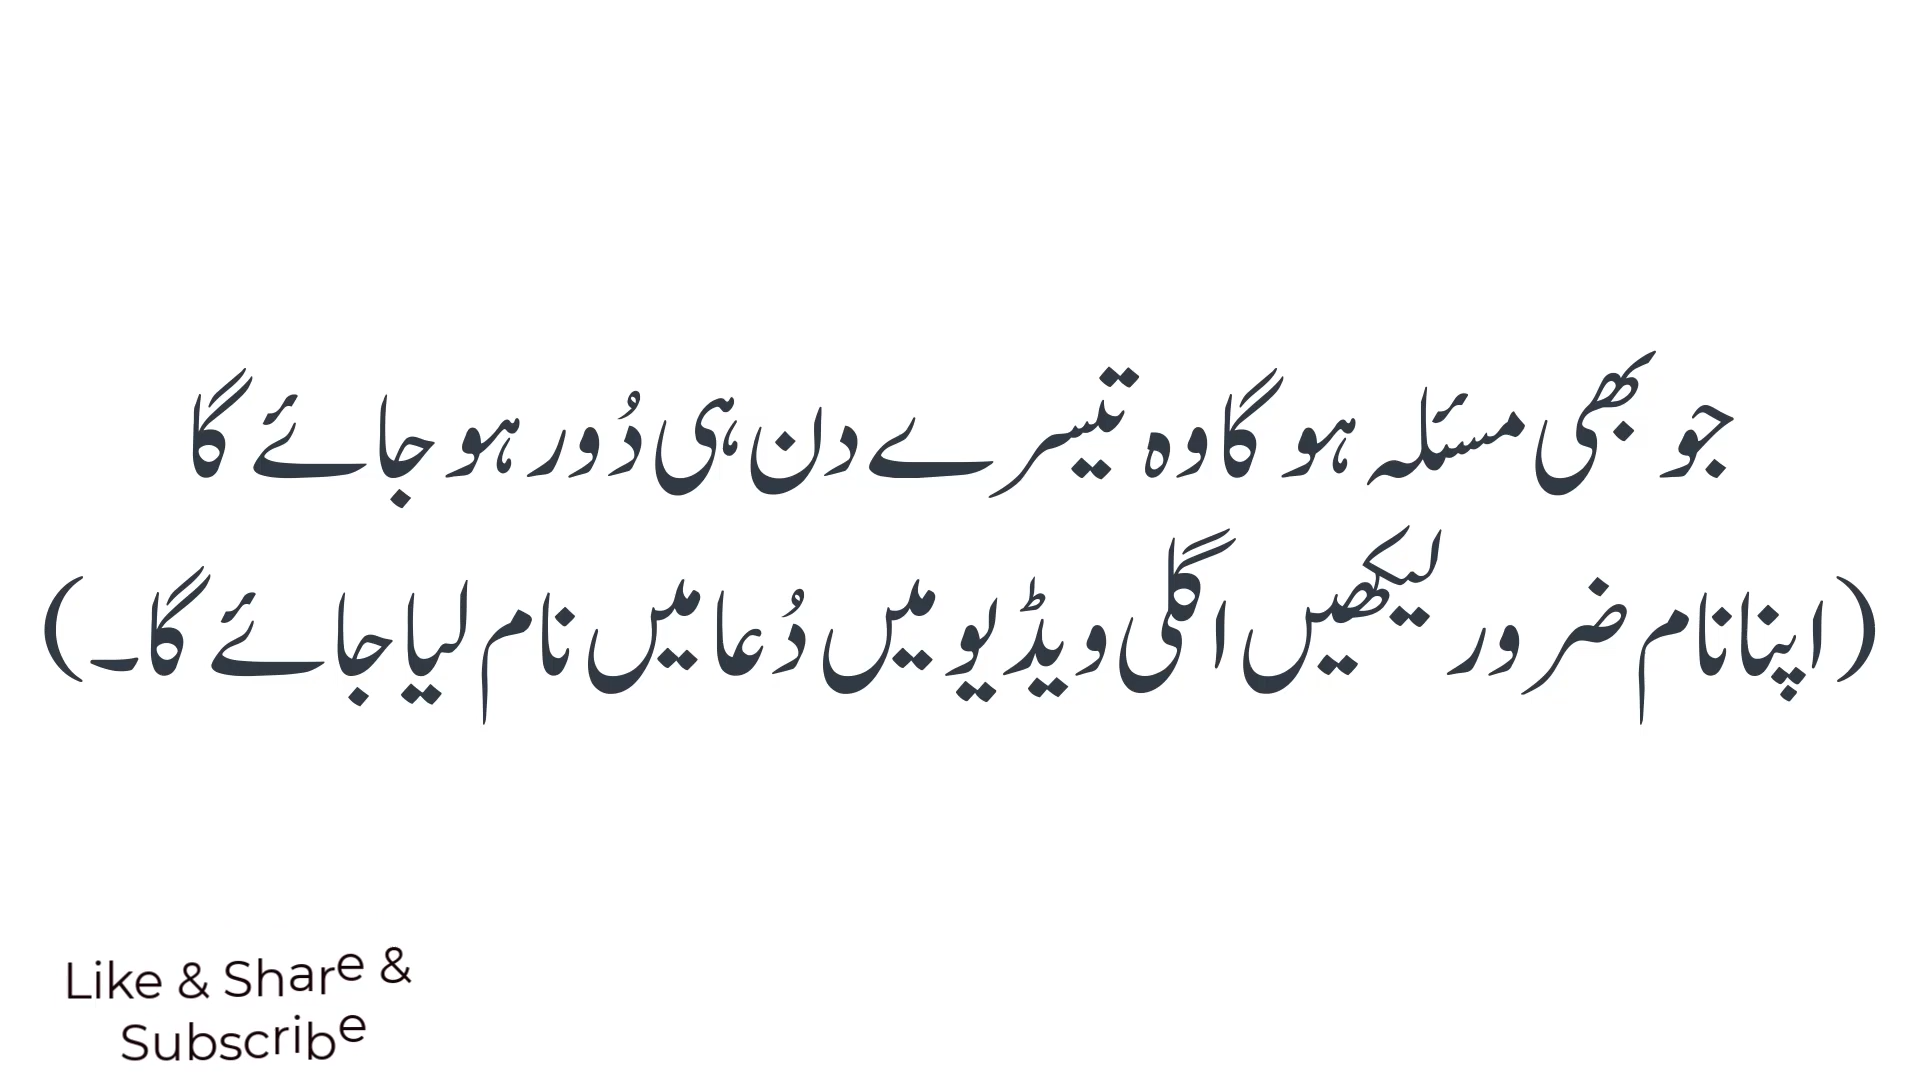 جو بھی مسئلہ ہو گا وہ تیسرے دن ہی دُور ہو جائے گا
(اپنا نام ضرور لیکھیں اگلی ویڈیو میں دُعا میں نام لیا جائے گا۔)
Like & Share &
Subscribe